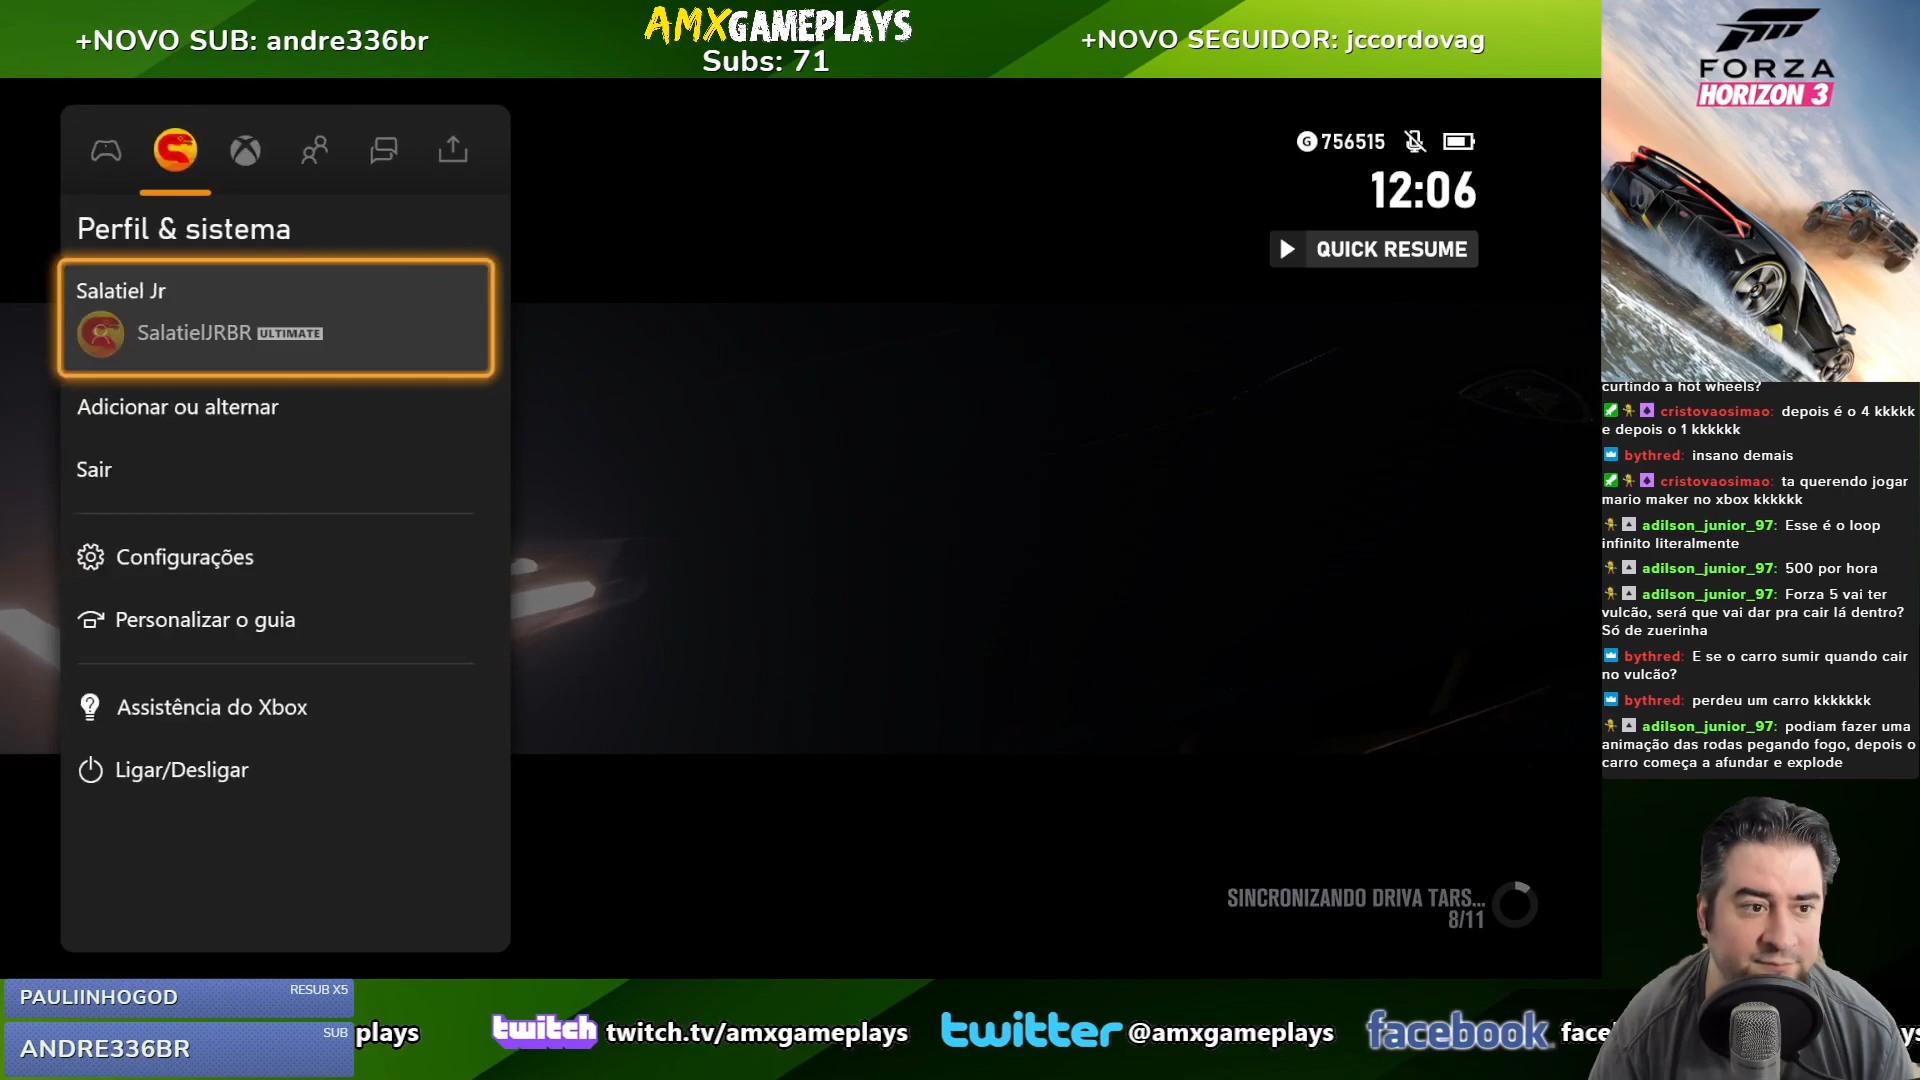 +NOVO SUB: andre336br
AMXGAMEPLAYS
Subs: 71
+NOVO SEGUIDOR: jccordovag
FORZA
HORIZON 3
G 756515
12:06
QUICK RESUME
Perfil & sistema
Salatiel Jr
SalatielJRBR ULTIMATE
Adicionar ou alternar
Sair
Configurações
Personalizar o guia
Assistência do Xbox
Ligar/Desligar
SINCRONIZANDO DRIVA TARS...
8/11
curtindo a hot wheels?
cristovaosimao: depois é o 4 kkkkk
e depois o 1 kkkkkk
bythred: insano demais
cristovaosimao: ta querendo jogar
mario maker no xbox kkkkkk
adilson_junior_97: Esse é o loop
infinito literalmente
adilson_junior_97: 500 por hora
adilson_junior_97: Forza 5 vai ter
vulcão, será que vai dar pra cair lá dentro?
Só de zuerinha
bythred: E se o carro sumir quando cair
no vulcão?
bythred: perdeu um carro kkkkkkk
adilson_junior_97: podiam fazer uma
animação das rodas pegando fogo, depois o
carro começa a afundar e explode
PAULIINHOGOD RESUB X5
ANDRE336BR SUB
plays
twitch twitch.tv/amxgameplays
twitter @amxgameplays
facebook face